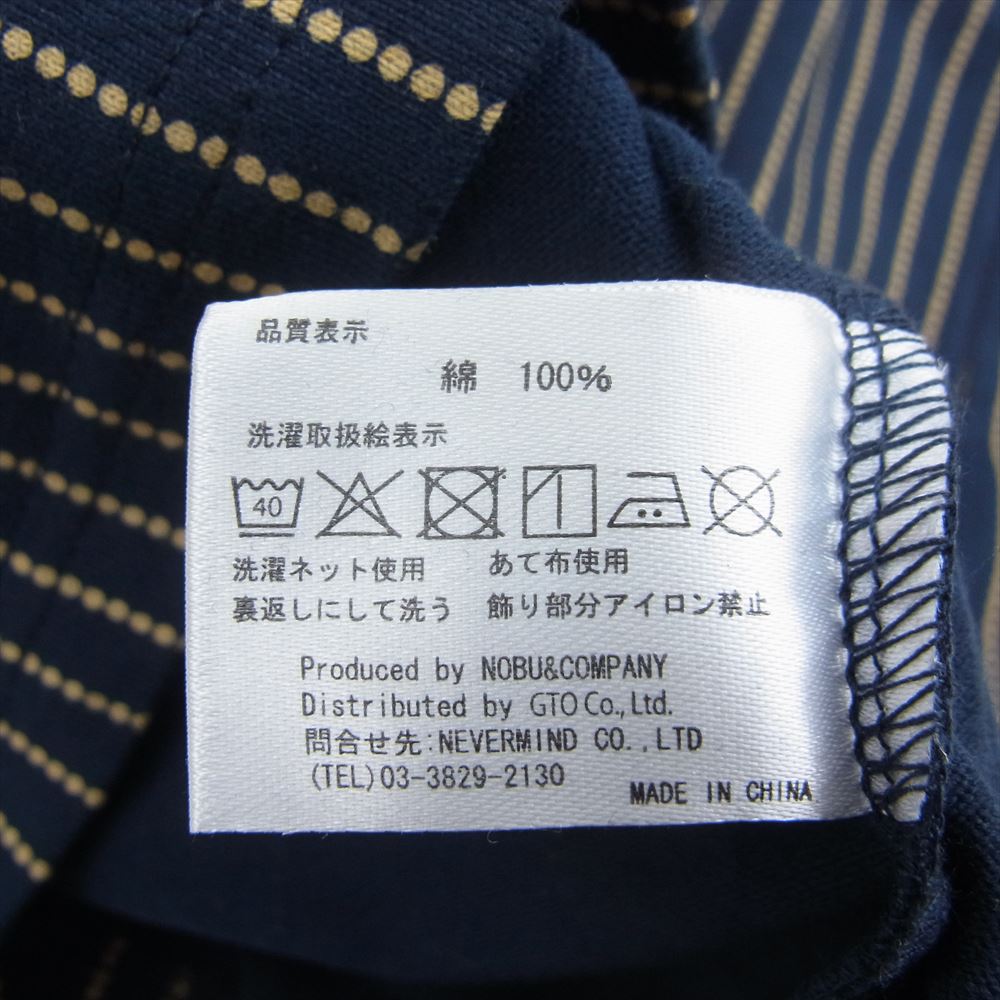 品質表示
綿 100%
洗濯取扱絵表示
40
洗濯ネット使用 あて布使用
裏返しにして洗う 飾り部分アイロン禁止
Produced by NOBU&COMPANY
Distributed by GTO Co., Ltd.
問合せ先:NEVERMIND CO.,LTD
(TEL)03-3829-2130
MADE IN CHINA